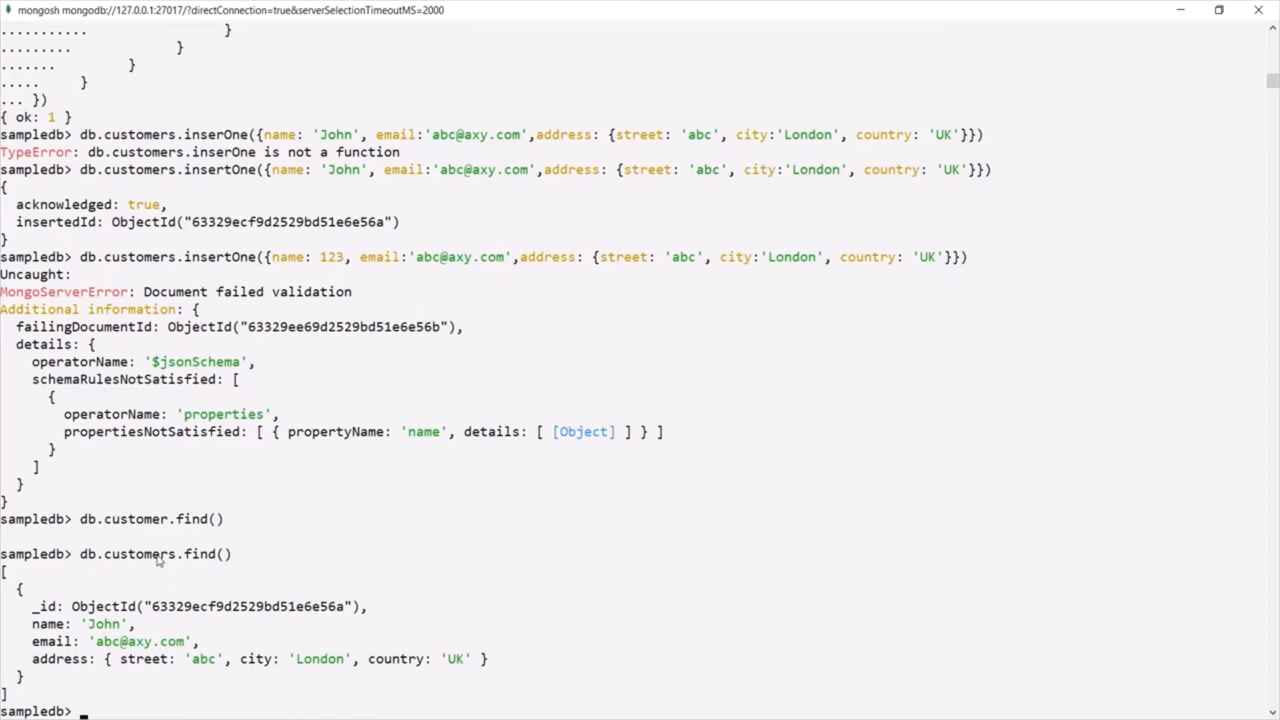 mongosh mongodb://127.0.0.1:27017/?directConnection=true&serverSelectionTimeoutMS=2000
........... }
......... }
....... }
..... }
... })
{ ok: 1 }
sampledb> db.customers.inserOne({name: 'John', email:'abc@axy.com',address: {street: 'abc', city:'London', country: 'UK'}})
TypeError: db.customers.inserOne is not a function
sampledb> db.customers.insertOne({name: 'John', email:'abc@axy.com',address: {street: 'abc', city:'London', country: 'UK'}})
{
  acknowledged: true,
  insertedId: ObjectId("63329ecf9d2529bd51e6e56a")
}
sampledb> db.customers.insertOne({name: 123, email:'abc@axy.com',address: {street: 'abc', city:'London', country: 'UK'}})
Uncaught:
MongoServerError: Document failed validation
Additional information: {
  failingDocumentId: ObjectId("63329ee69d2529bd51e6e56b"),
  details: {
    operatorName: '$jsonSchema',
    schemaRulesNotSatisfied: [
      {
        operatorName: 'properties',
        propertiesNotSatisfied: [ { propertyName: 'name', details: [ [Object] ] } ]
      }
    ]
  }
}
sampledb> db.customer.find()
sampledb> db.customers.find()
[
  {
    _id: ObjectId("63329ecf9d2529bd51e6e56a"),
    name: 'John',
    email: 'abc@axy.com',
    address: { street: 'abc', city: 'London', country: 'UK' }
  }
]
sampledb>